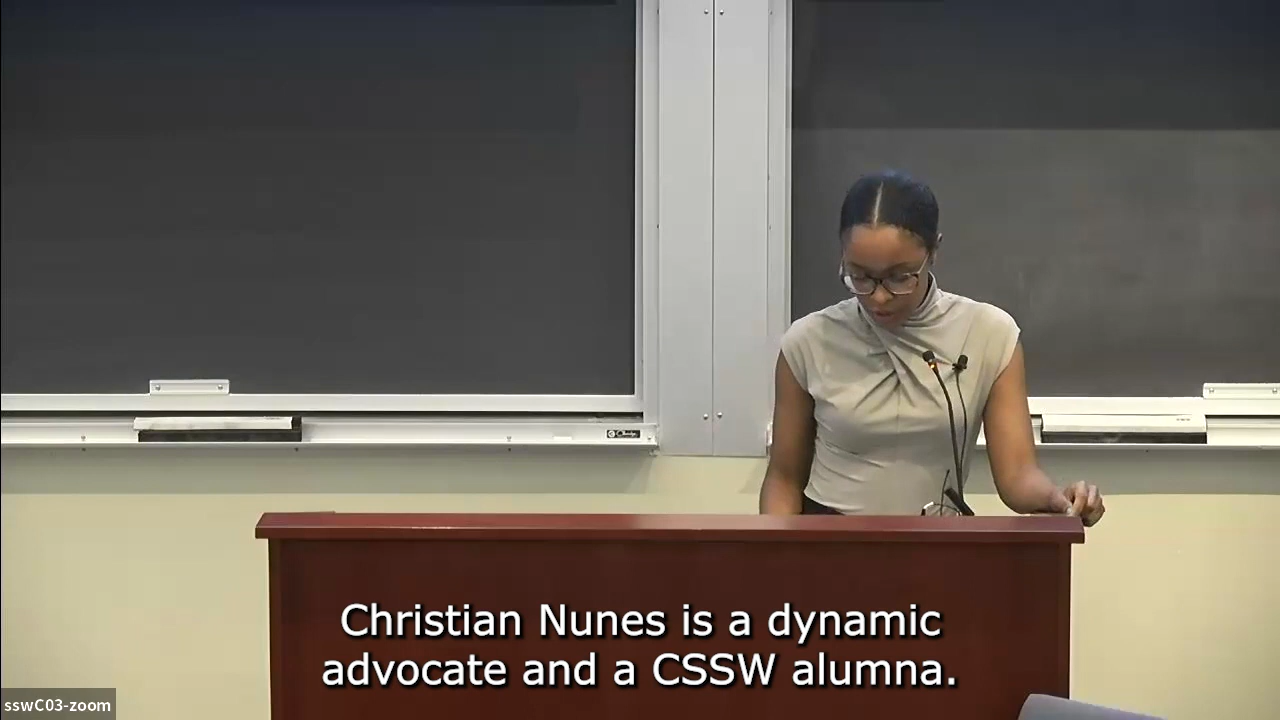 Christian Nunes is a dynamic
advocate and a CSSW alumna.
sswC03-zoom